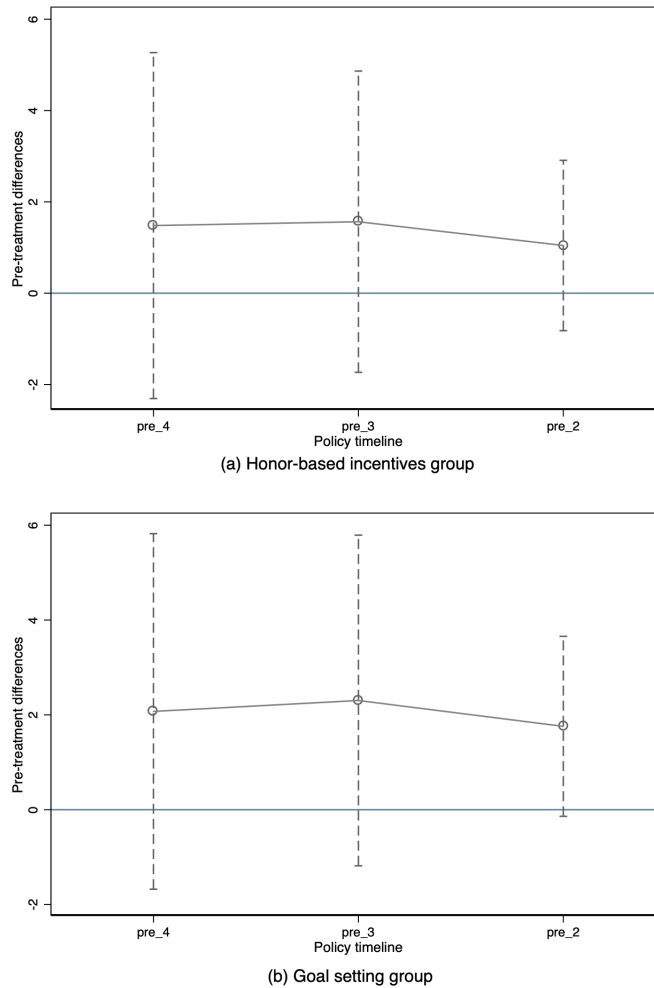 Pre-treatment differences
6
4
2
0
-2
pre_4
pre_3
pre_2
Policy timeline
(a) Honor-based incentives group
Pre-treatment differences
6
4
2
0
-2
pre_4
pre_3
pre_2
Policy timeline
(b) Goal setting group